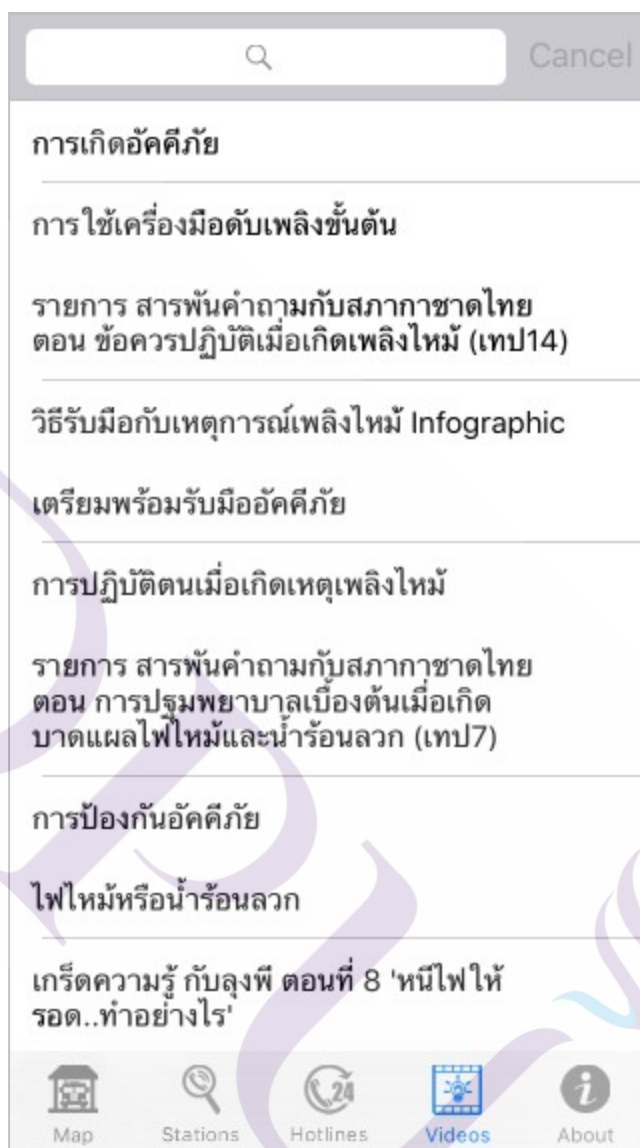 Cancel
การเกิดอัคคีภัย
การใช้เครื่องมือดับเพลิงขั้นต้น
รายการ สารพันคำถามกับสภากาชาดไทย
ตอน ข้อควรปฏิบัติเมื่อเกิดเพลิงไหม้ (เทป14)
วิธีรับมือกับเหตุการณ์เพลิงไหม้ Infographic
เตรียมพร้อมรับมืออัคคีภัย
การปฏิบัติตนเมื่อเกิดเหตุเพลิงไหม้
รายการ สารพันคำถามกับสภากาชาดไทย
ตอน การปฐมพยาบาลเบื้องต้นเมื่อเกิด
บาดแผลไฟไหม้และน้ำร้อนลวก (เทป7)
การป้องกันอัคคีภัย
ไฟไหม้หรือน้ำร้อนลวก
เกร็ดความรู้ กับลุงพี ตอนที่ 8 'หนีไฟให้
รอด..ทำอย่างไร'
24
Map Stations Hotlines Videos About